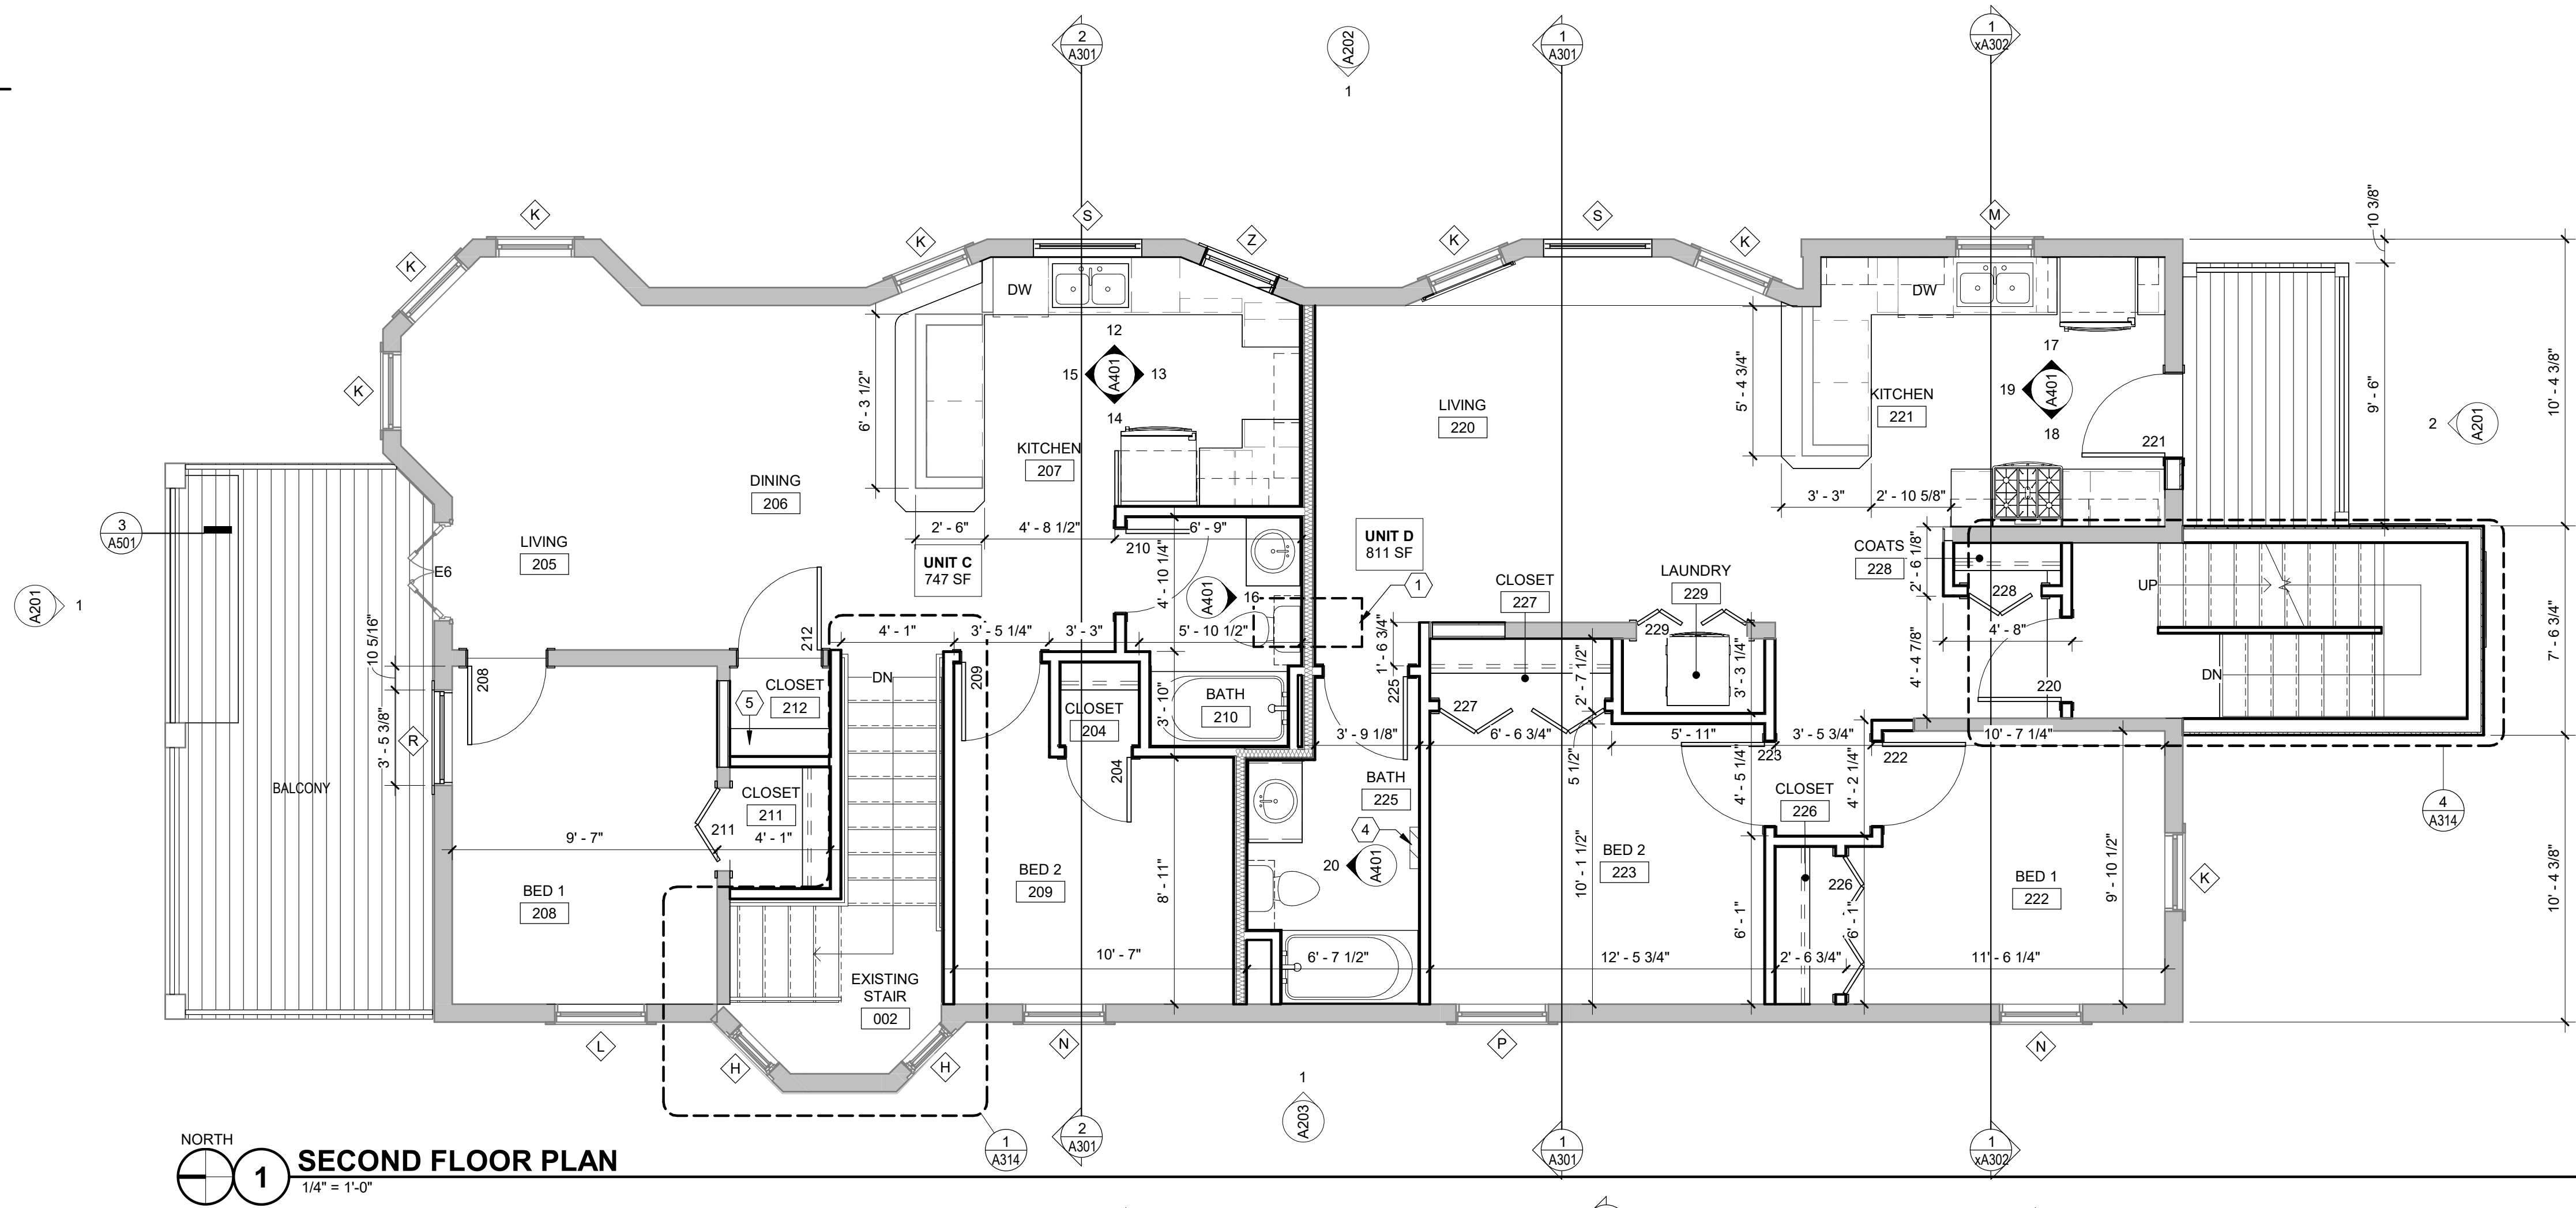 2
A301
A202
1
1
A301
1
xA302
K
K
K
K
S
Z
K
S
K
M
10 3/8"
DW
DW
12
15
A401
13
14
6' - 3 1/2"
KITCHEN
207
DINING
206
LIVING
205
2' - 6"
4' - 8 1/2"
6' - 9"
210
UNIT C
747 SF
4' - 10 1/4"
A401
16
LIVING
220
UNIT D
811 SF
1
5' - 4 3/4"
KITCHEN
221
17
19
A401
18
221
3' - 3"
2' - 10 5/8"
9' - 6"
10' - 4 3/8"
2
A201
3
A501
E6
A201
1
COATS
228
2' - 6 1/8"
228
4' - 8"
4' - 4 7/8"
220
UP
DN
7' - 6 3/4"
CLOSET
227
LAUNDRY
229
229
1' - 6 3/4"
225
227
2' - 7 1/2"
3' - 3 1/4"
10 5/16"
3' - 5 3/8"
R
208
212
4' - 1"
3' - 5 1/4"
3' - 3"
5' - 10 1/2"
DN
209
5
CLOSET
212
CLOSET
204
204
3' - 10"
BATH
210
3' - 9 1/8"
6' - 6 3/4"
5' - 11"
3' - 5 3/4"
10' - 7 1/4"
223
222
5 1/2"
4' - 5 1/4"
4' - 2 1/4"
BALCONY
CLOSET
211
211
4' - 1"
9' - 7"
BED 1
208
BED 2
209
8' - 11"
BATH
225
4
20
A401
BED 2
223
10' - 1 1/2"
CLOSET
226
226
6' - 1"
6' - 1"
BED 1
222
9' - 10 1/2"
K
4
A314
10' - 4 3/8"
10' - 7"
6' - 7 1/2"
12' - 5 3/4"
2' - 6 3/4"
11' - 6 1/4"
EXISTING
STAIR
002
L
H
H
N
P
N
1
A203
1
A314
2
A301
1
A301
1
xA302
NORTH
1
SECOND FLOOR PLAN
1/4" = 1'-0"